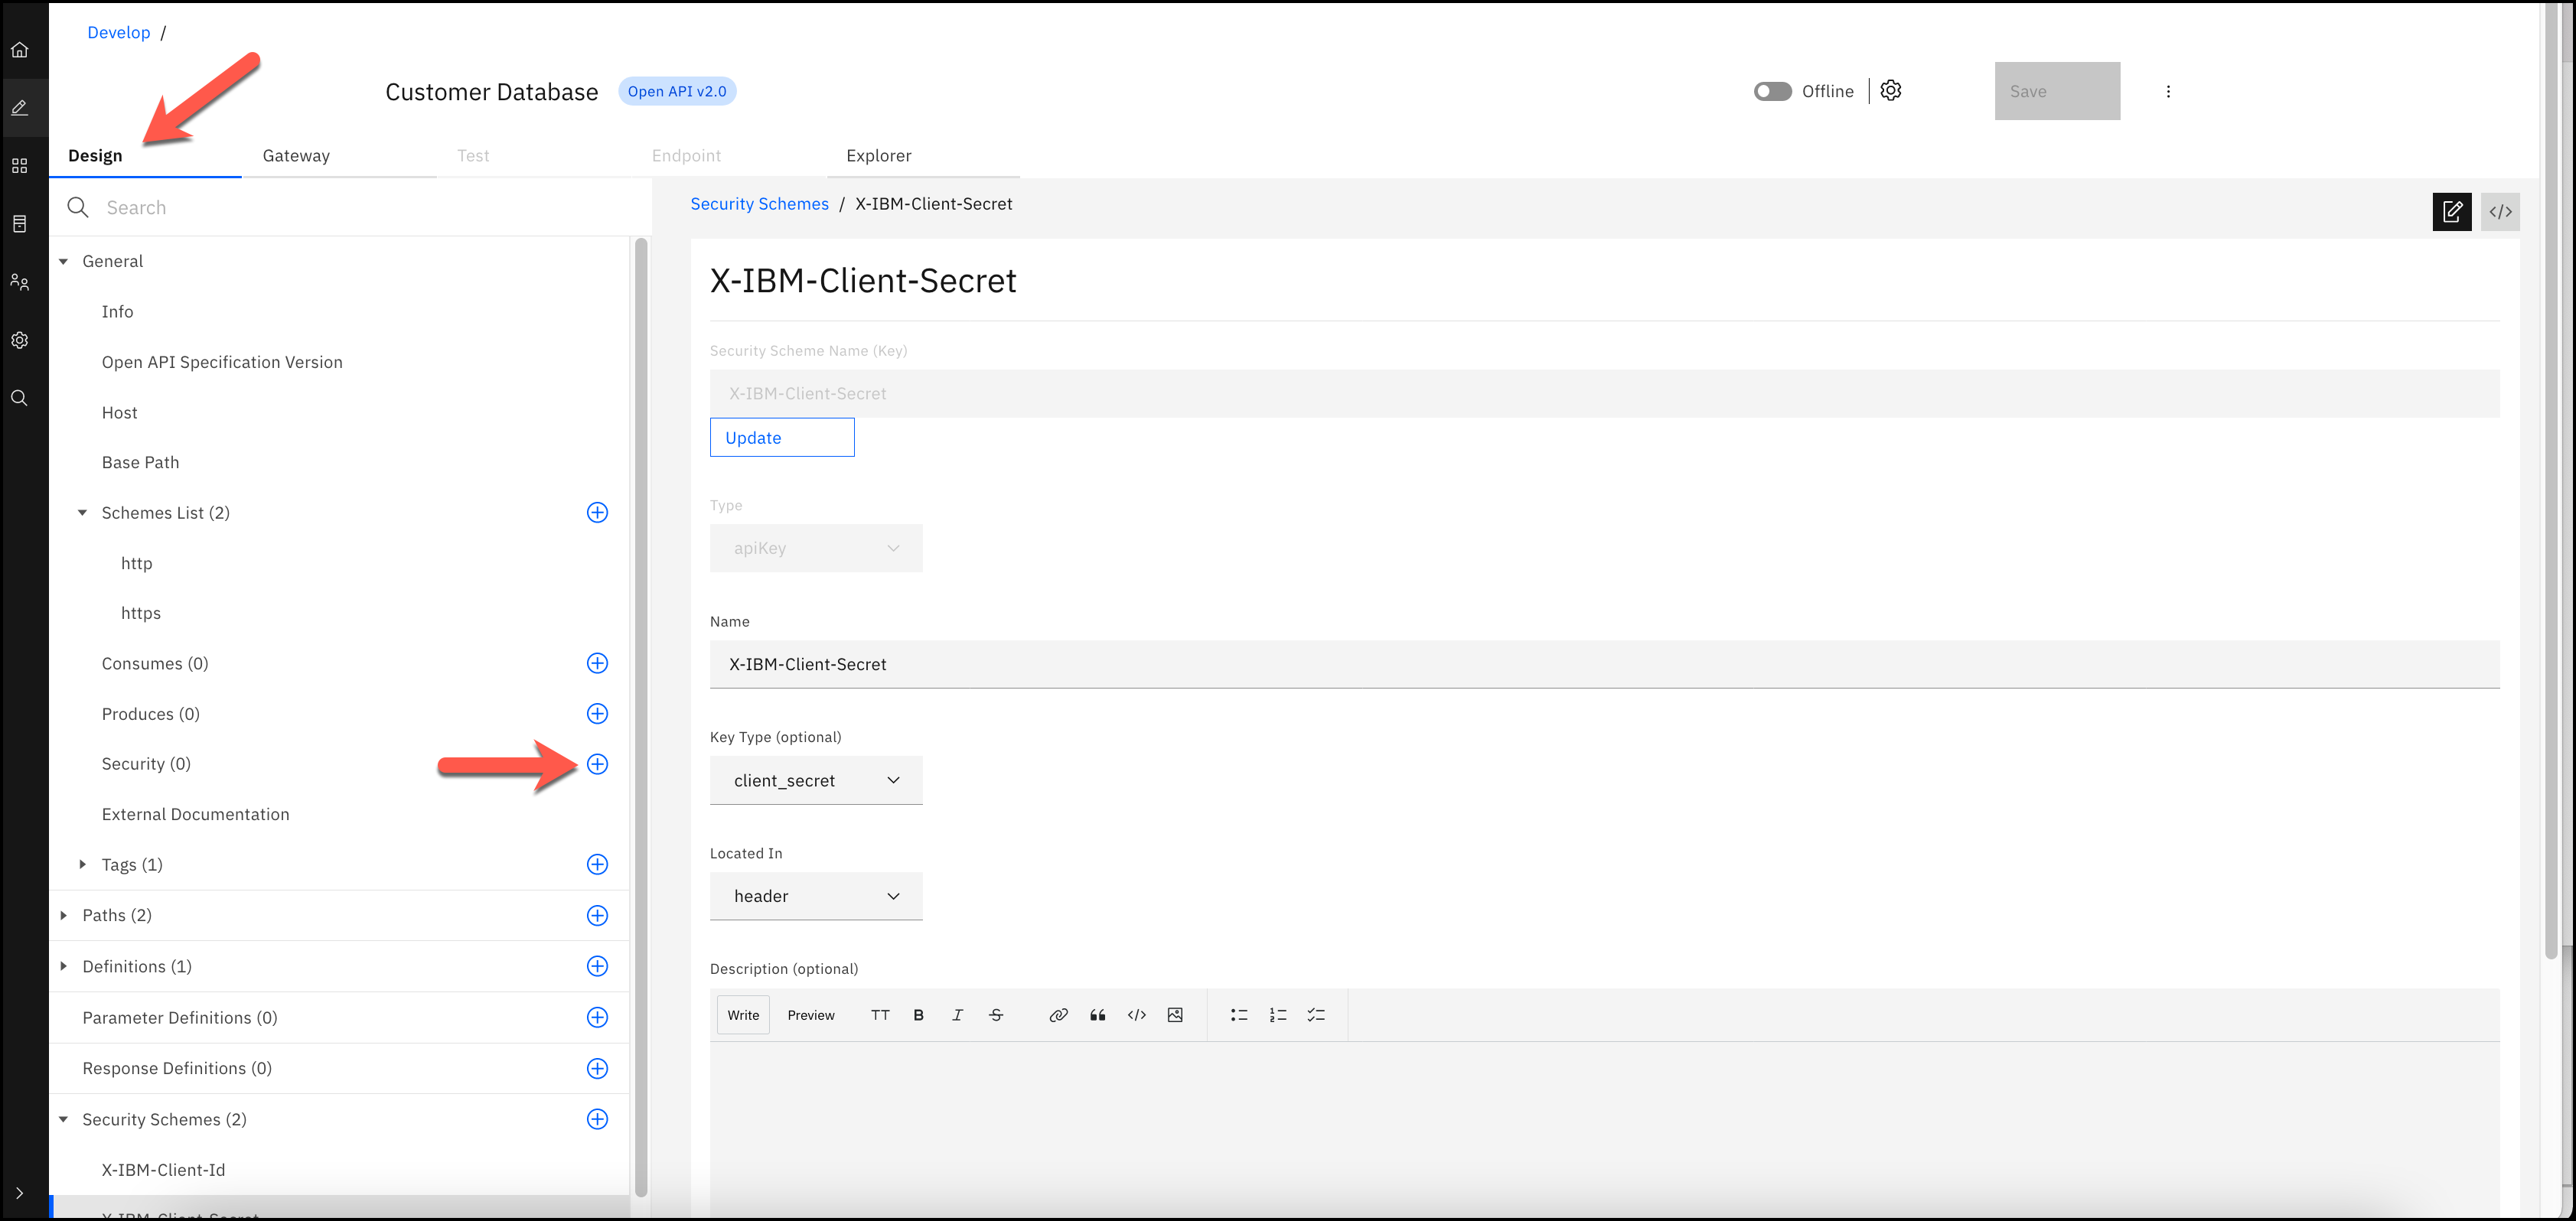 Develop /
Customer Database
Open API v2.0
Offline
Save
Design
Gateway
Test
Endpoint
Explorer
Search
General
Info
Open API Specification Version
Host
Base Path
Schemes List (2)
http
https
Consumes (0)
Produces (0)
Security (0)
External Documentation
Tags (1)
Paths (2)
Definitions (1)
Parameter Definitions (0)
Response Definitions (0)
Security Schemes (2)
X-IBM-Client-Id
X-IBM-Client-Secret
Security Schemes / X-IBM-Client-Secret
X-IBM-Client-Secret
Security Scheme Name (Key)
X-IBM-Client-Secret
Update
Type
apiKey
Name
X-IBM-Client-Secret
Key Type (optional)
client_secret
Located In
header
Description (optional)
Write Preview TT B I S